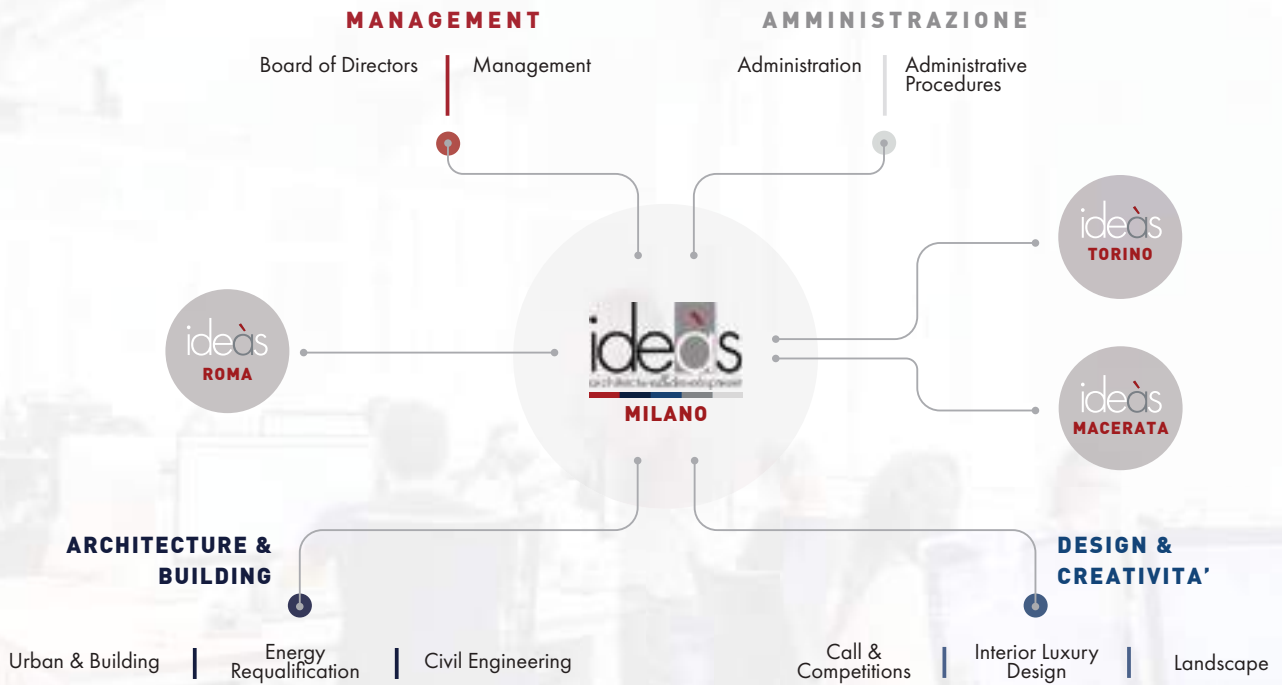 MANAGEMENT
Board of Directors
Management
AMMINISTRAZIONE
Administration
Administrative
Procedures
ideàs
TORINO
ideàs
ROMA
ideàs
MILANO
ideàs
MACERATA
ARCHITECTURE &
BUILDING
Urban & Building
Energy
Requalification
Civil Engineering
DESIGN &
CREATIVITA’
Call &
Competitions
Interior Luxury
Design
Landscape